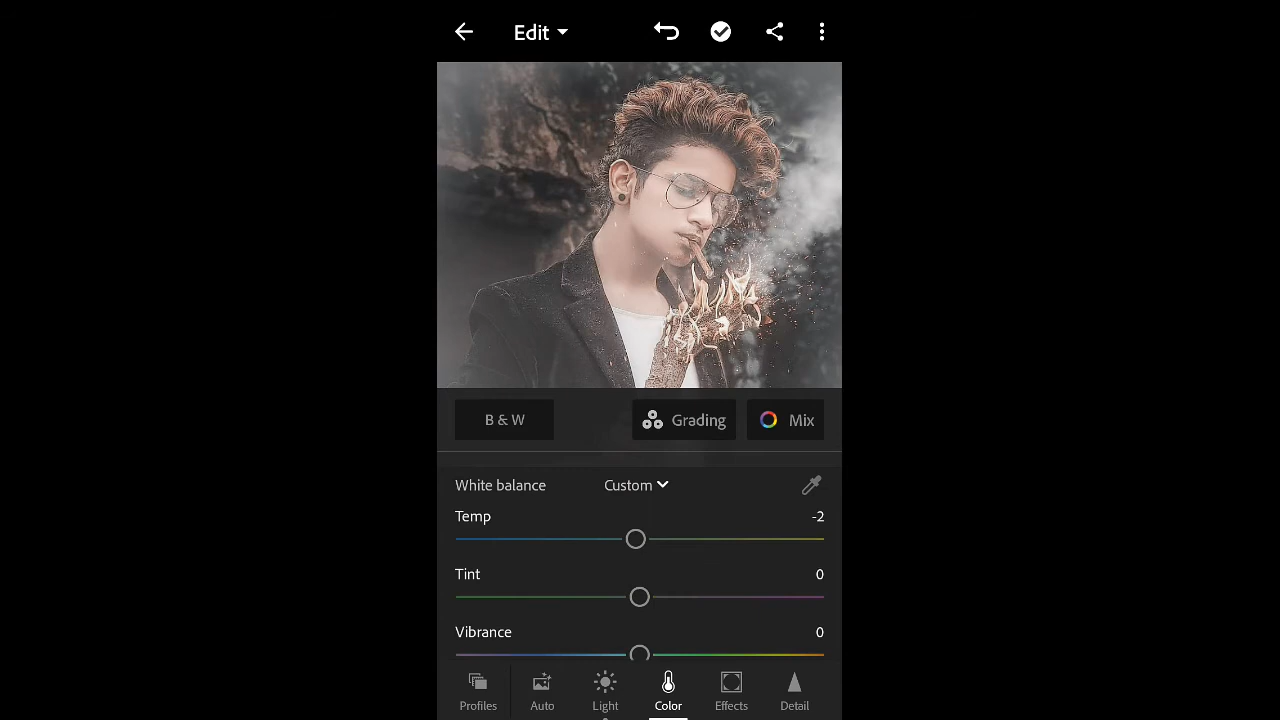 Edit
B & W Grading Mix
White balance Custom
Temp -2
Tint 0
Vibrance 0
Profiles Auto Light Color Effects Detail